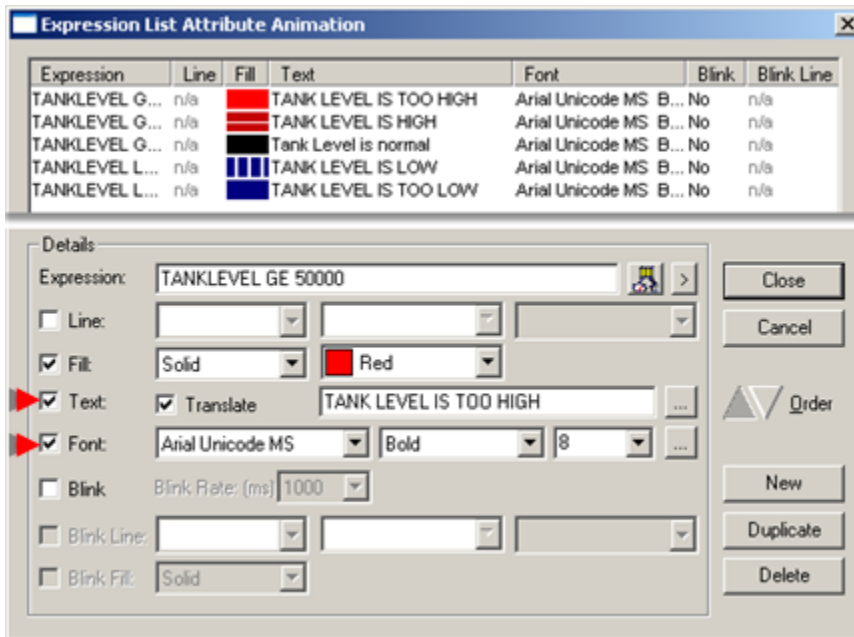 Expression List Attribute Animation
Expression Line Fill Text Font Blink Blink Line
TANKLEVEL G... n/a TANK LEVEL IS TOO HIGH Arial Unicode MS B... No n/a
TANKLEVEL G... n/a TANK LEVEL IS HIGH Arial Unicode MS B... No n/a
TANKLEVEL G... n/a Tank Level is normal Arial Unicode MS B... No n/a
TANKLEVEL L... n/a TANK LEVEL IS LOW Arial Unicode MS B... No n/a
TANKLEVEL L... n/a TANK LEVEL IS TOO LOW Arial Unicode MS B... No n/a
Details
Expression: TANKLEVEL GE 50000 > Close
Line: Cancel
Fill: Solid Red
Text: Translate TANK LEVEL IS TOO HIGH ... Order
Font: Arial Unicode MS Bold 8 ...
Blink Blink Rate: (ms) 1000 New
Blink Line: Duplicate
Blink Fill: Solid Delete